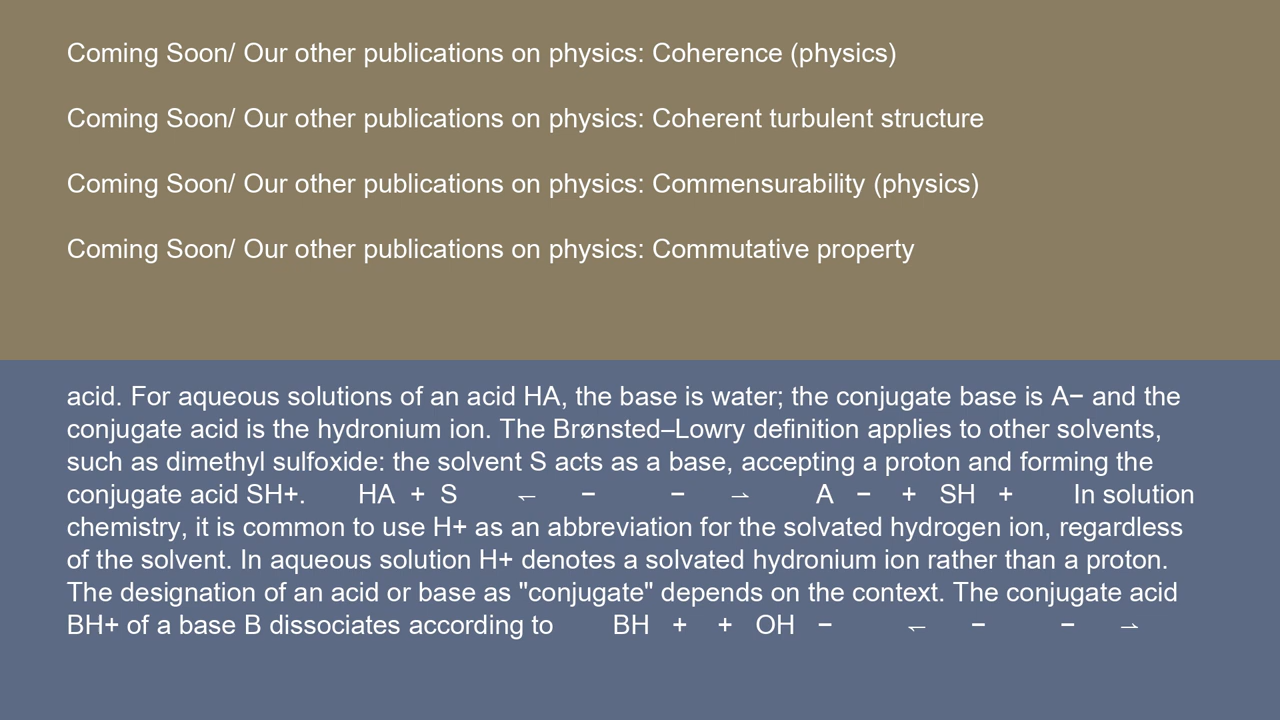 Coming Soon/ Our other publications on physics: Coherence (physics)
Coming Soon/ Our other publications on physics: Coherent turbulent structure
Coming Soon/ Our other publications on physics: Commensurability (physics)
Coming Soon/ Our other publications on physics: Commutative property
acid. For aqueous solutions of an acid HA, the base is water; the conjugate base is A− and the
conjugate acid is the hydronium ion. The Brønsted–Lowry definition applies to other solvents,
such as dimethyl sulfoxide: the solvent S acts as a base, accepting a proton and forming the
conjugate acid SH+. HA + S ↽ − − ⇀ A − + SH + In solution
chemistry, it is common to use H+ as an abbreviation for the solvated hydrogen ion, regardless
of the solvent. In aqueous solution H+ denotes a solvated hydronium ion rather than a proton.
The designation of an acid or base as "conjugate" depends on the context. The conjugate acid
BH+ of a base B dissociates according to BH + + OH − ↽ − − ⇀